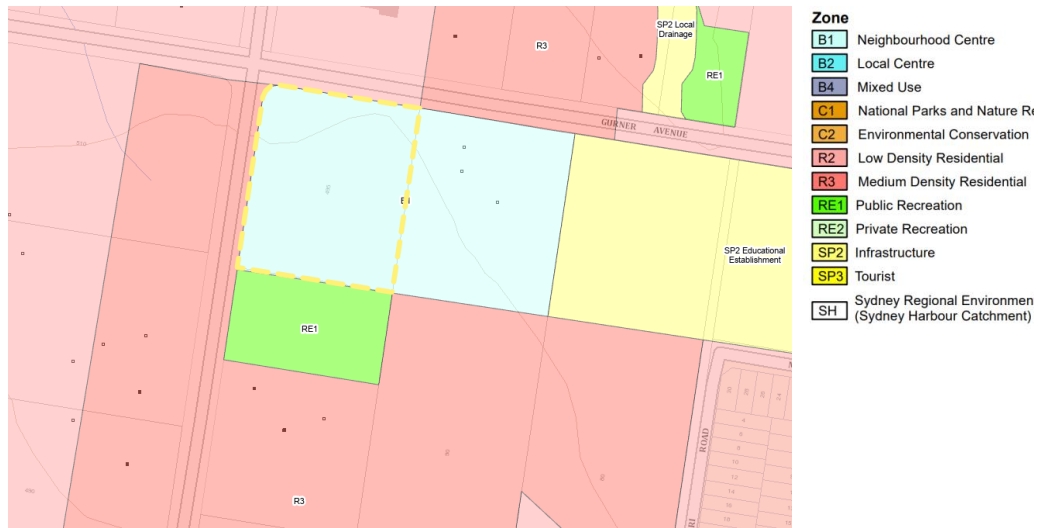 SP2 Local
Drainage
R3
RE1
GURNER AVENUE
B1
SP2 Educational
Establishment
RE1
R3
ROAD
Zone
B1 Neighbourhood Centre
B2 Local Centre
B4 Mixed Use
C1 National Parks and Nature Re
C2 Environmental Conservation
R2 Low Density Residential
R3 Medium Density Residential
RE1 Public Recreation
RE2 Private Recreation
SP2 Infrastructure
SP3 Tourist
SH Sydney Regional Environmen
(Sydney Harbour Catchment)